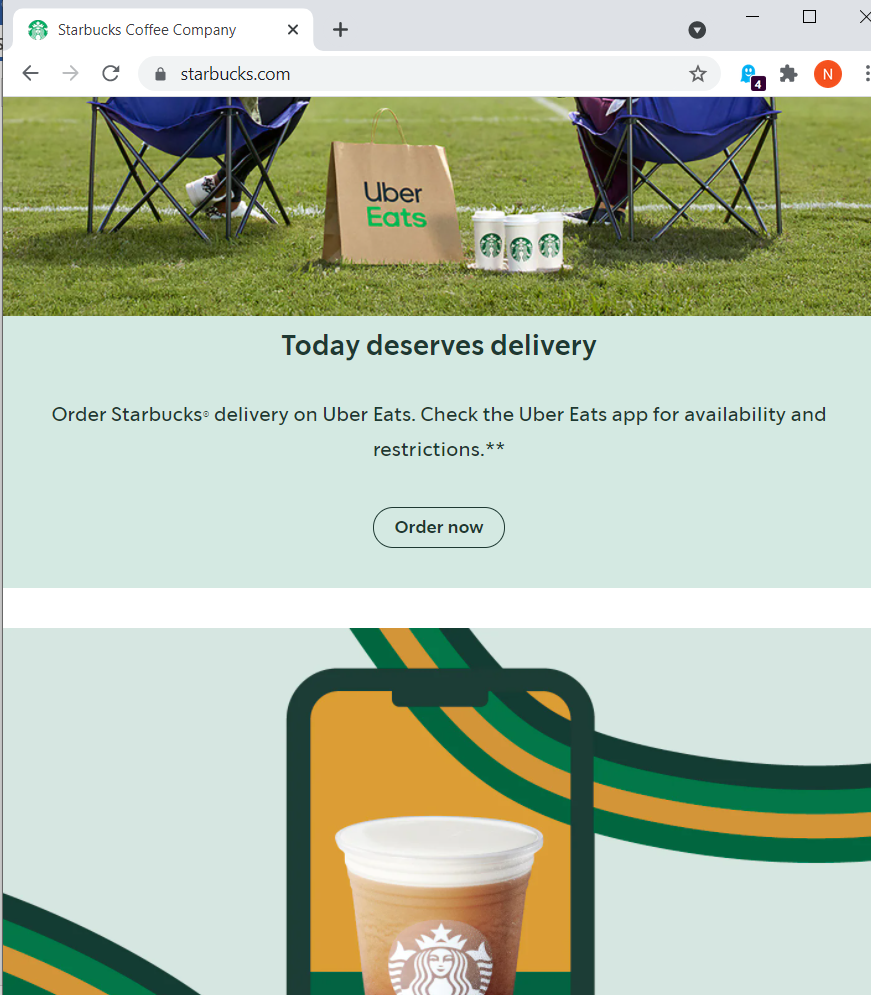 Starbucks Coffee Company
starbucks.com
4
N
Uber
Eats
Today deserves delivery
Order Starbucks® delivery on Uber Eats. Check the Uber Eats app for availability and
restrictions.**
Order now